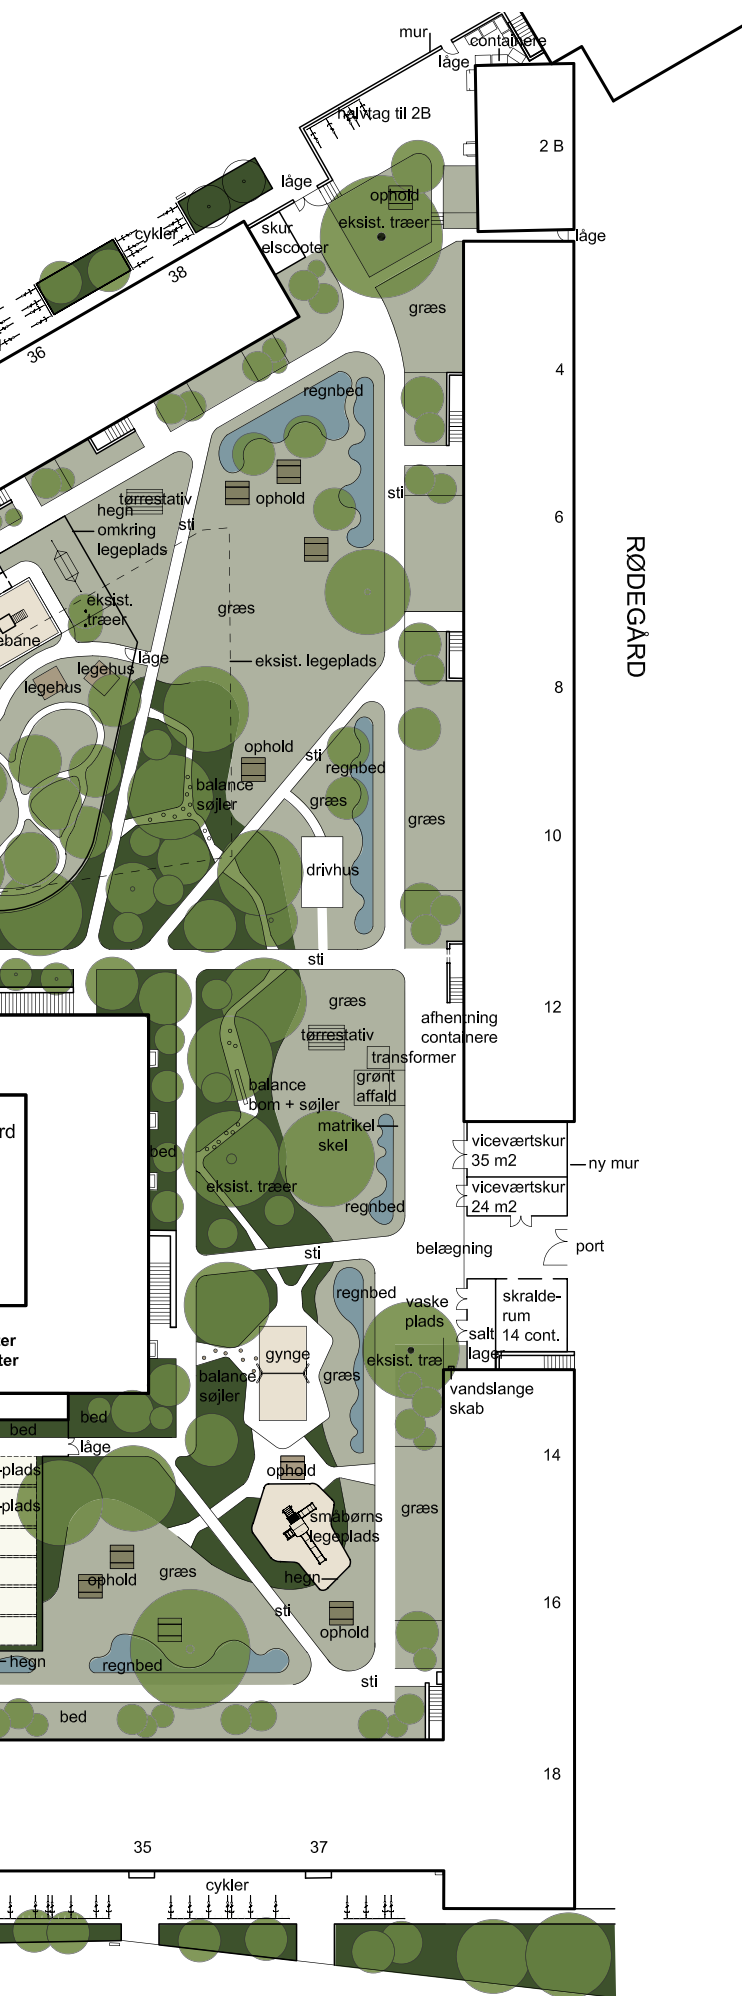 mur
containere
låge
halvtag til 2B
2 B
låge
ophold
eksist. træer
cykler
skur
elscooter
låge
38
græs
36
4
regnbed
tørrestativ
ophold
sti
hegn
omkring
legeplads
sti
6
RØDEGÅRD
eksist.
træer
græs
ebane
låge
eksist. legeplads
legehus
legehus
8
ophold
sti
regnbed
balance
søjler
græs
græs
10
drivhus
sti
græs
12
afhentning
containere
tørrestativ
transformer
grønt
affald
balance
bom + søjler
matrikel
skel
rd
bed
viceværtskur
35 m2
ny mur
eksist. træer
viceværtskur
24 m2
regnbed
sti
belægning
port
regnbed
vaske
plads
skralde-
rum
14 cont.
salt
lager
ter
ter
gynge
eksist. træ
balance
søjler
græs
vandslange
skab
bed
bed
låge
14
-plads
ophold
-plads
småbørns
legeplads
græs
græs
ophold
hegn
16
sti
ophold
hegn
regnbed
sti
bed
18
35
37
cykler